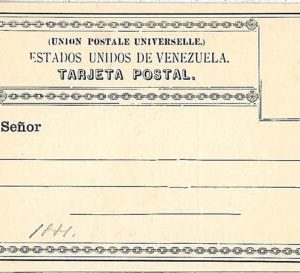 (UNION POSTALE UNIVERSELLE.)
ESTADOS UNIDOS DE VENEZUELA.
TARJETA POSTAL.
Señor